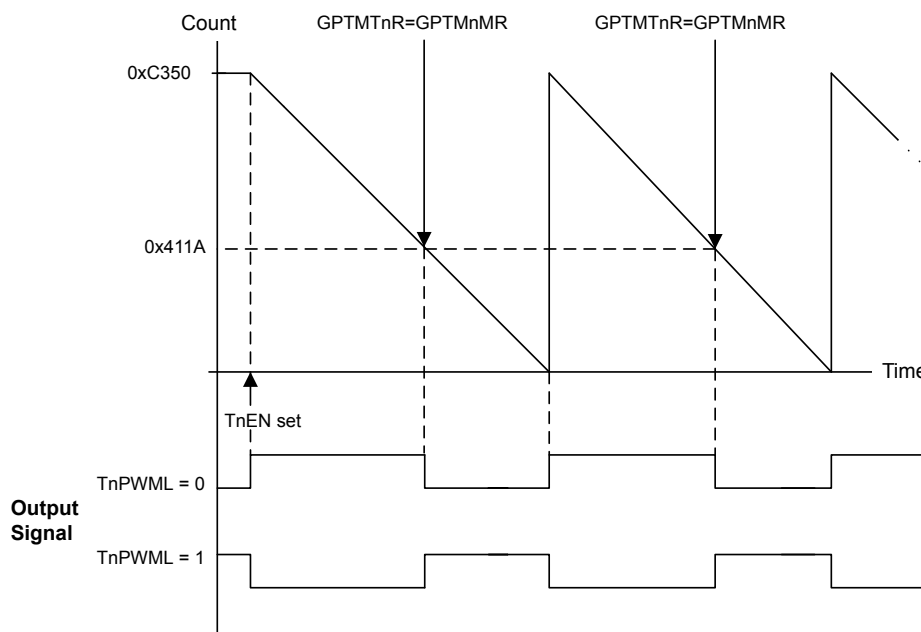 Count
GPTMTnR=GPTMnMR
GPTMTnR=GPTMnMR
0xC350
0x411A
Time
TnEN set
TnPWML = 0
Output
Signal
TnPWML = 1